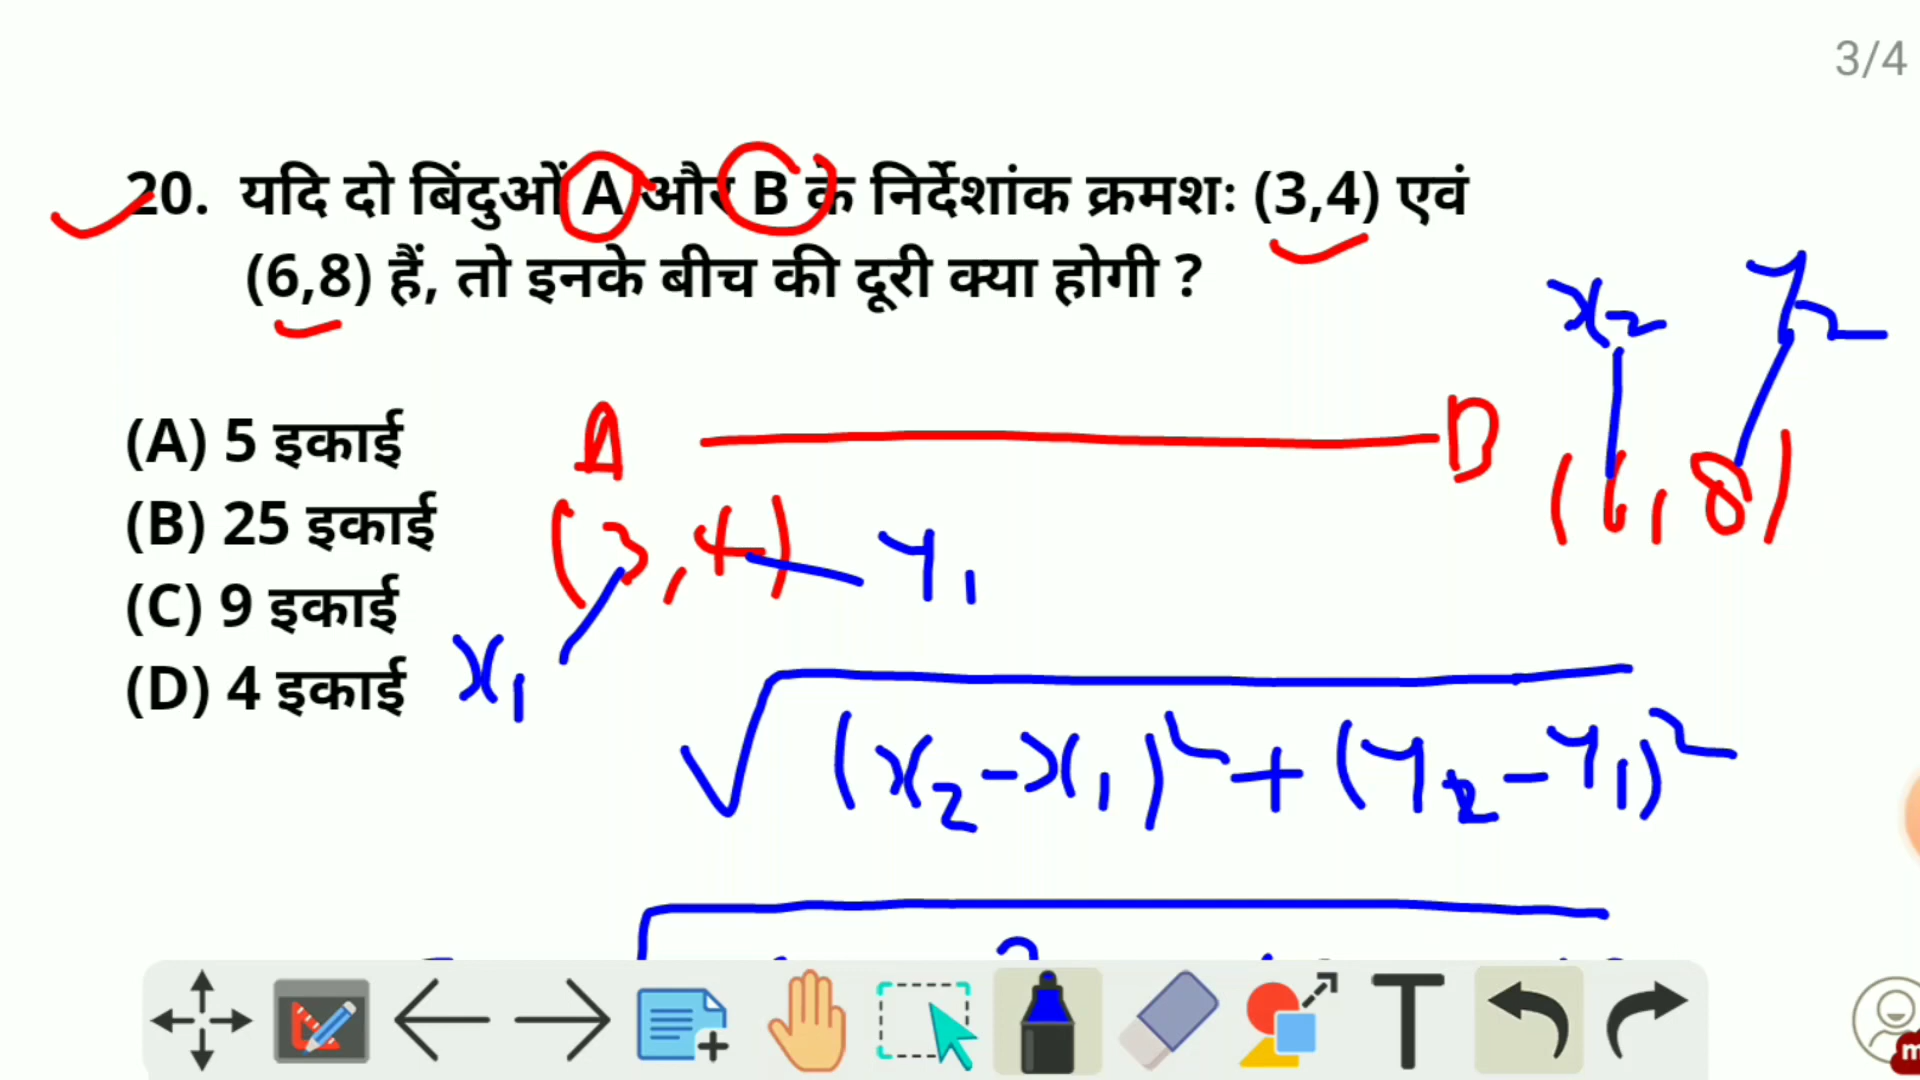 3/4
20. यदि दो बिंदुओं A और B के निर्देशांक क्रमशः (3,4) एवं
(6,8) हैं, तो इनके बीच की दूरी क्या होगी ?
x₂ y₂
(A) 5 इकाई
A B
(6,8)
(B) 25 इकाई
(3,4) y₁
(C) 9 इकाई
(D) 4 इकाई
x₁
√(x₂-x₁)²+(y₂-y₁)²
T